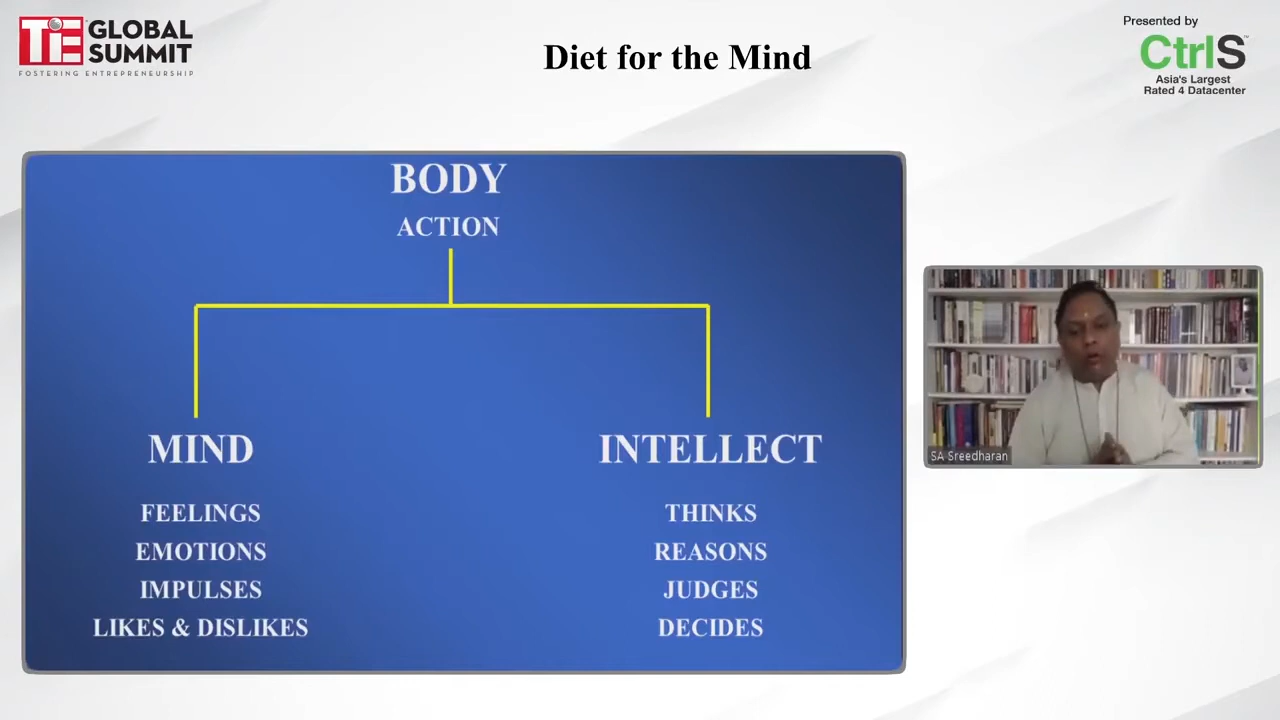 TiE GLOBAL
SUMMIT
FOSTERING ENTREPRENEURSHIP
Diet for the Mind
Presented by
CtrlS™
Asia's Largest
Rated 4 Datacenter
BODY
ACTION
MIND
INTELLECT
FEELINGS
THINKS
EMOTIONS
REASONS
IMPULSES
JUDGES
LIKES & DISLIKES
DECIDES
SA Sreedharan